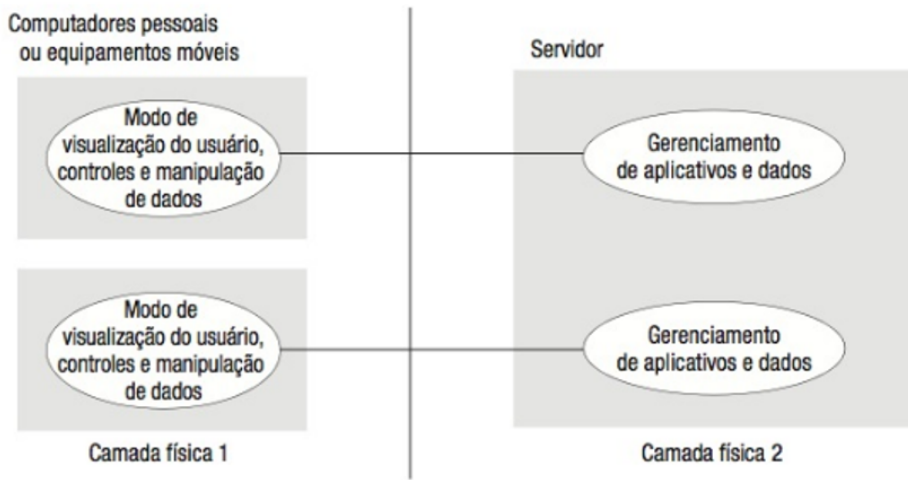 Computadores pessoais
ou equipamentos móveis
Modo de
visualização do usuário,
controles e manipulação
de dados
Modo de
visualização do usuário,
controles e manipulação
de dados
Camada física 1
Servidor
Gerenciamento
de aplicativos e dados
Gerenciamento
de aplicativos e dados
Camada física 2